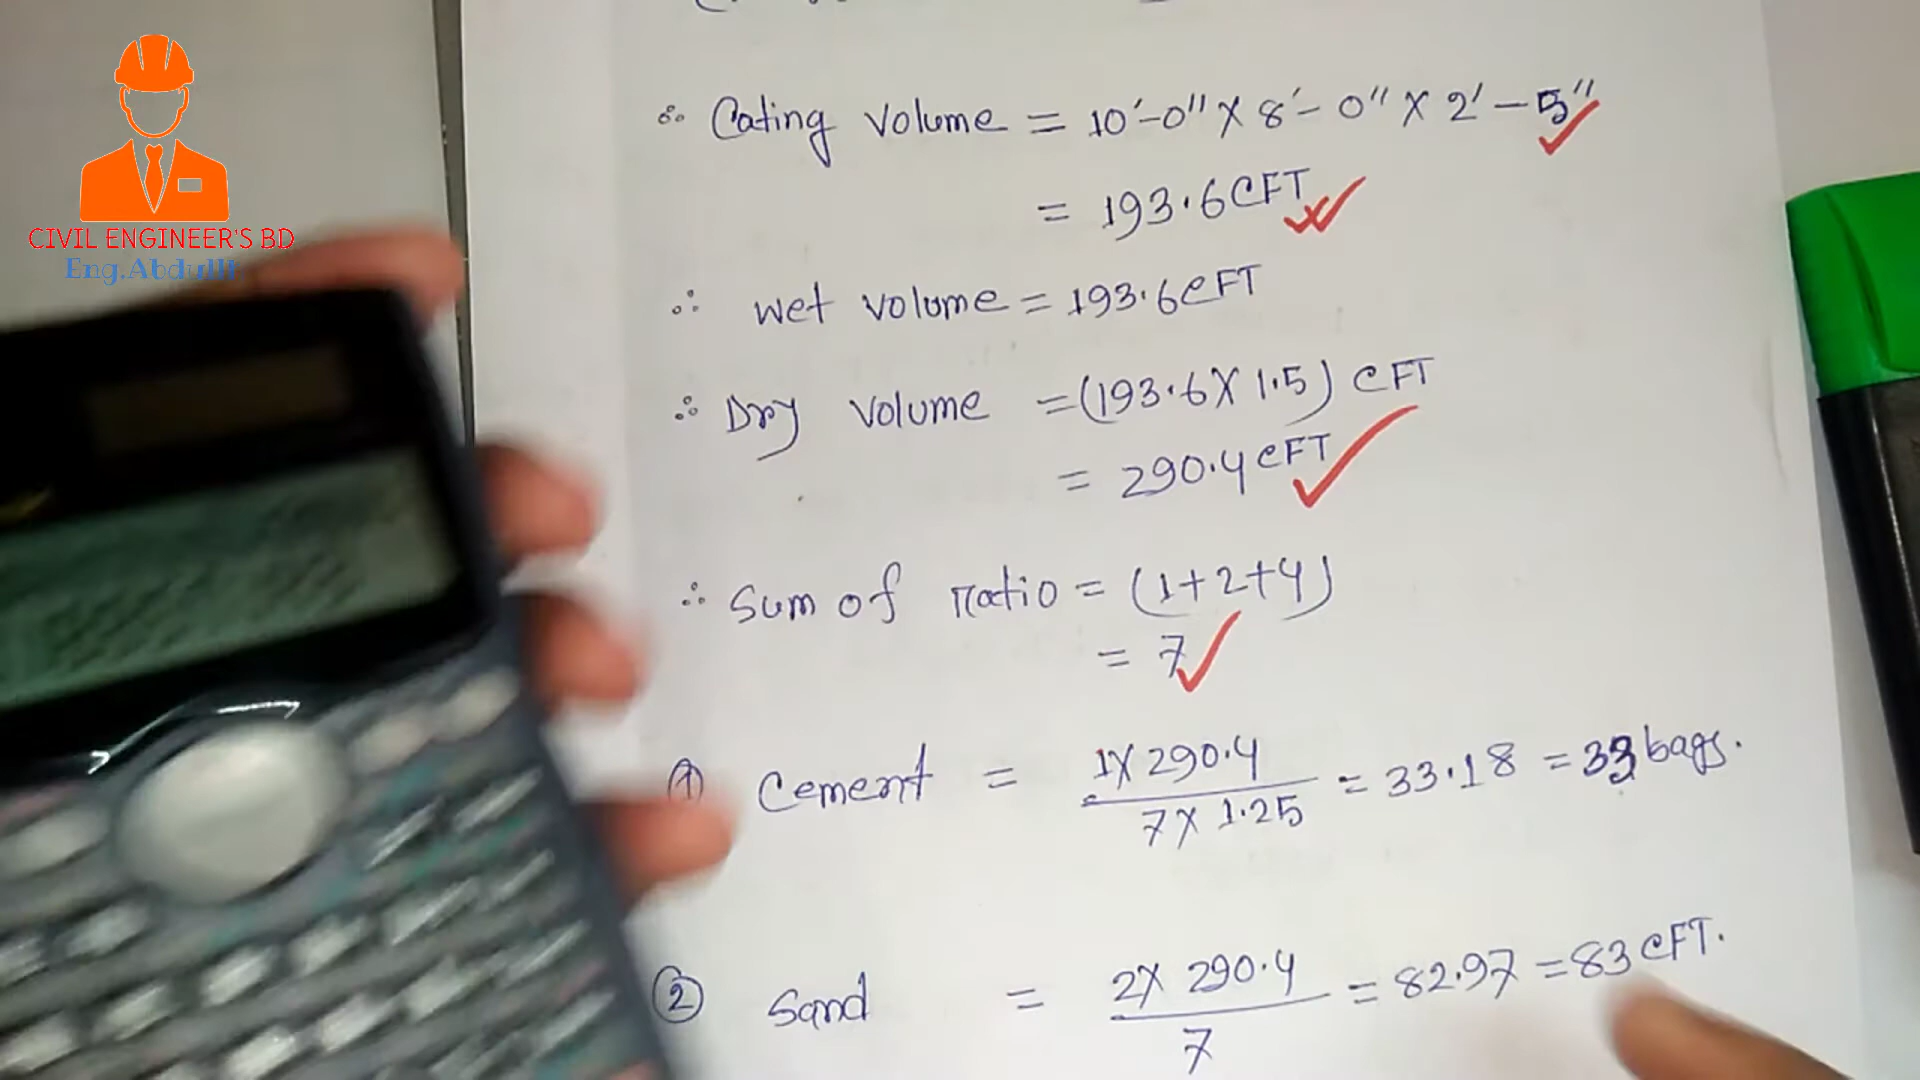 CIVIL ENGINEER'S BD
∴ Cating volume = 10'-0" X 8'-0" X 2'-5"
= 193.6 CFT
∴ wet volume = 193.6 CFT
∴ Dry volume = (193.6 X 1.5) CFT
= 290.4 CFT
∴ Sum of ratio = (1+2+4)
= 7
① Cement = 1X 290.4 / 7X 1.25 = 33.18 = 33 bags.
② Sand = 2X 290.4 / 7 = 82.97 = 83 CFT.